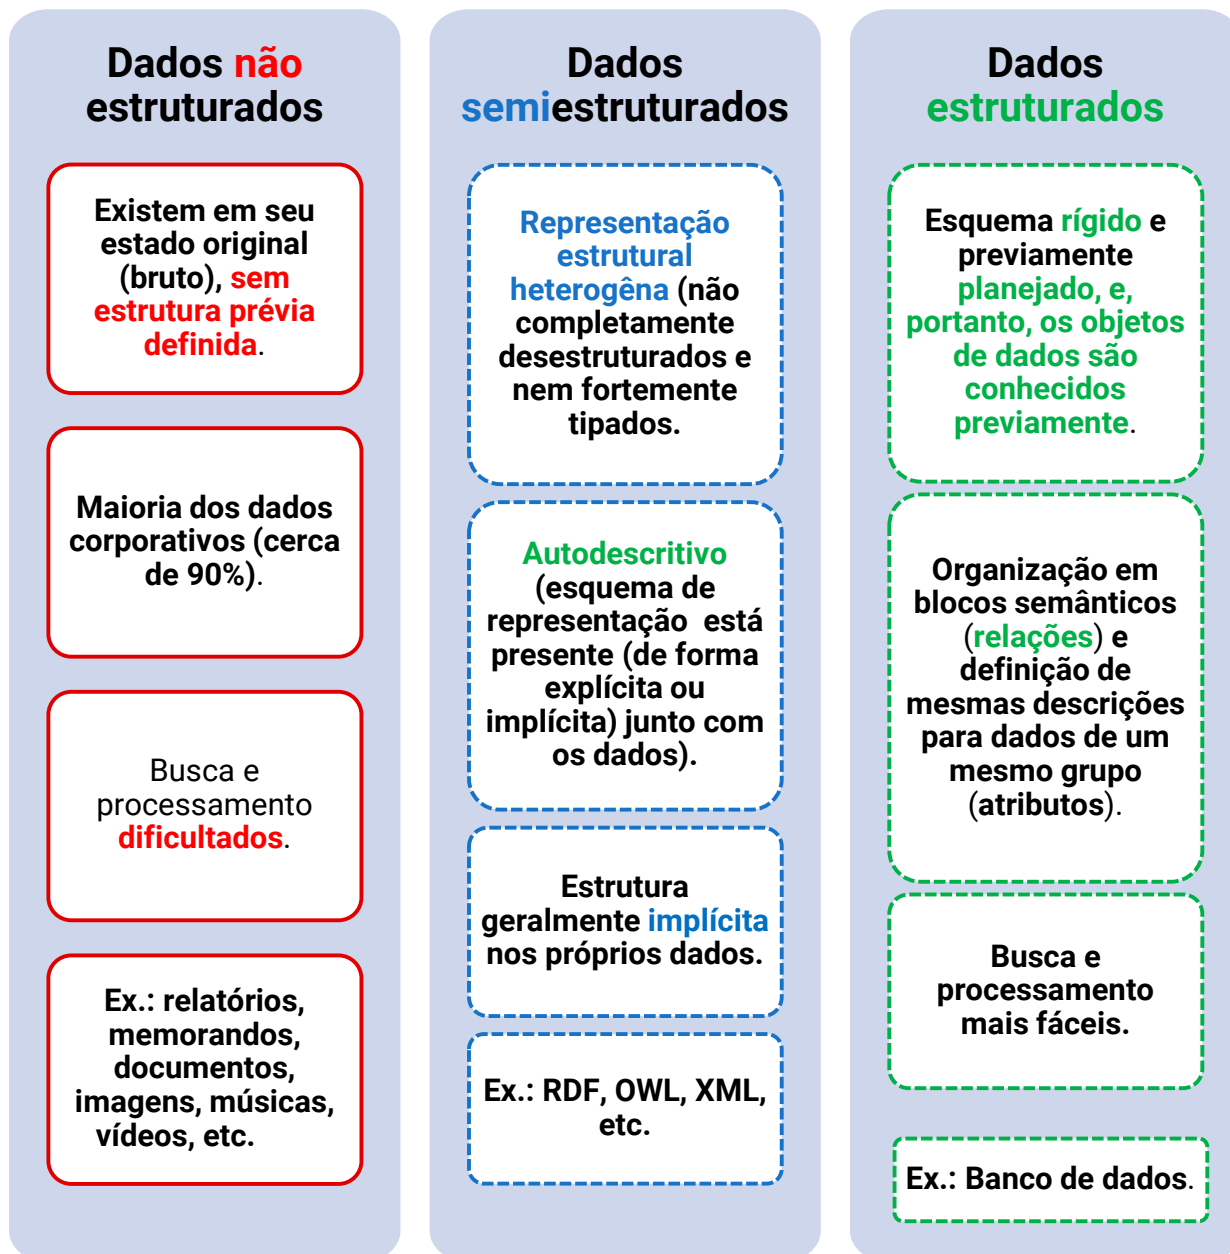 Dados não
estruturados
Existem em seu
estado original
(bruto), sem
estrutura prévia
definida.
Maioria dos dados
corporativos (cerca
de 90%).
Busca e
processamento
dificultados.
Ex.: relatórios,
memorandos,
documentos,
imagens, músicas,
vídeos, etc.
Dados
semiestruturados
Representação
estrutural
heterogêna (não
completamente
desestruturados e
nem fortemente
tipados.
Autodescritivo
(esquema de
representação está
presente (de forma
explícita ou
implícita) junto com
os dados).
Estrutura
geralmente implícita
nos próprios dados.
Ex.: RDF, OWL, XML,
etc.
Dados
estruturados
Esquema rígido e
previamente
planejado, e,
portanto, os objetos
de dados são
conhecidos
previamente.
Organização em
blocos semânticos
(relações) e
definição de
mesmas descrições
para dados de um
mesmo grupo
(atributos).
Busca e
processamento
mais fáceis.
Ex.: Banco de dados.